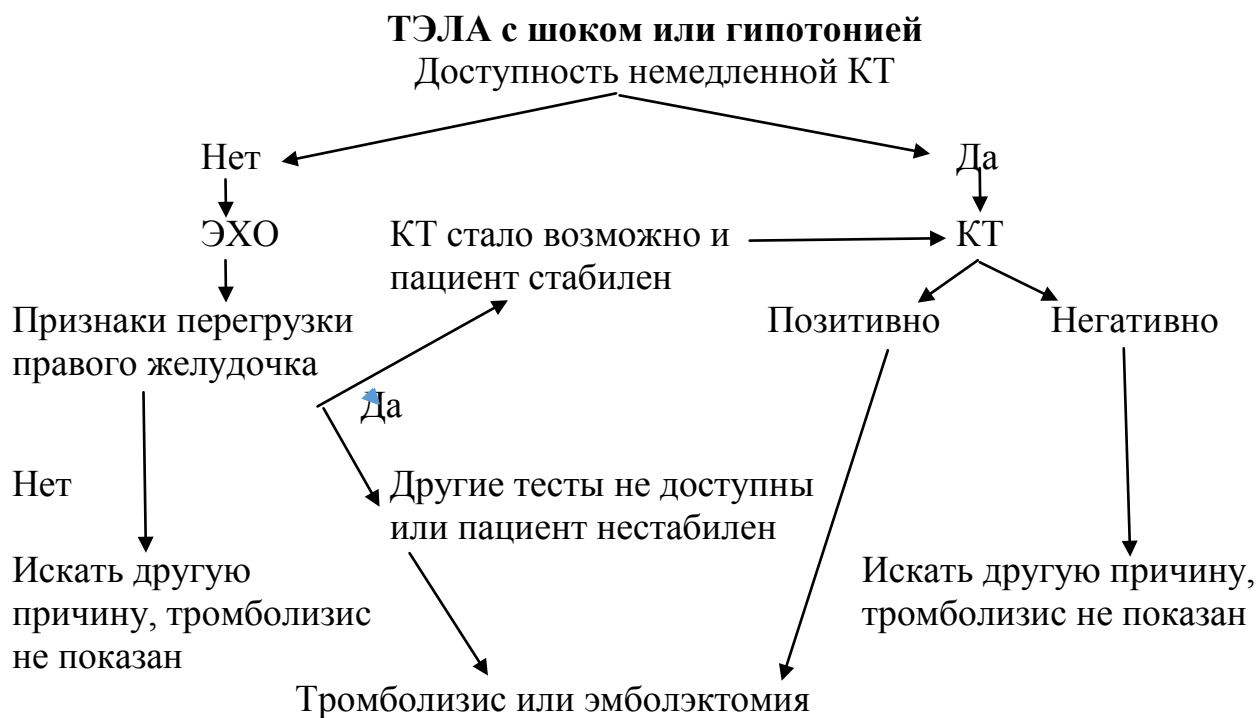 ТЭЛА с шоком или гипотонией
Доступность немедленной КТ
Нет
Да
ЭХО
КТ стало возможно и
пациент стабилен
КТ
Признаки перегрузки
правого желудочка
Позитивно
Негативно
Да
Нет
Другие тесты не доступны
или пациент нестабилен
Искать другую
причину, тромболизис
не показан
Искать другую причину,
тромболизис не показан
Тромболизис или эмболэктомия